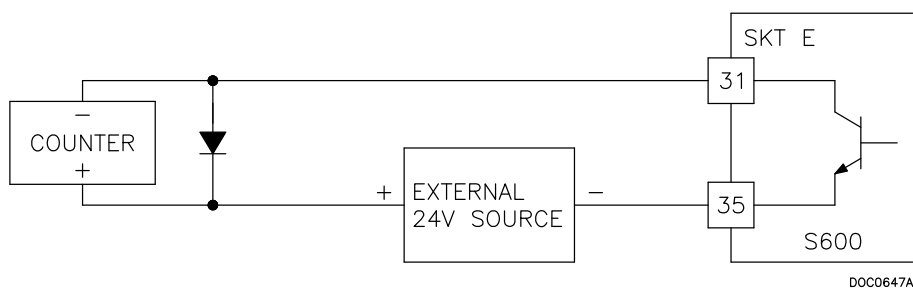 SKT E
31
−
COUNTER
+
+
EXTERNAL
24V SOURCE
−
35
S600
DOC0647A